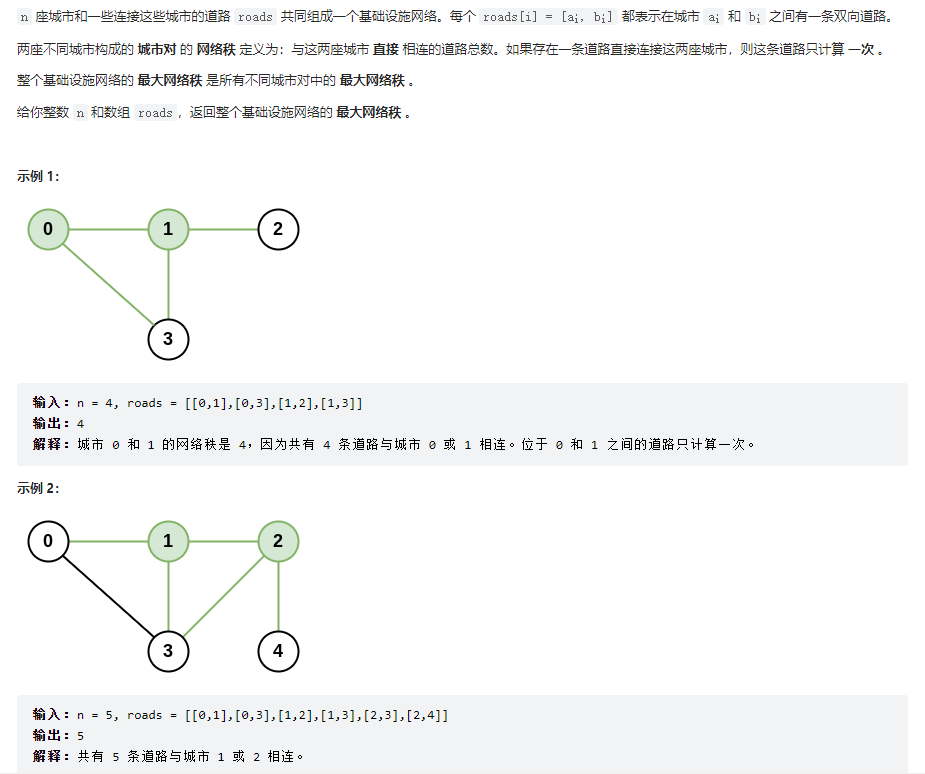 n 座城市和一些连接这些城市的道路 roads 共同组成一个基础设施网络。每个 roads[i] = [ai, bi] 都表示在城市 ai 和 bi 之间有一条双向道路。
两座不同城市构成的 城市对 的 网络秩 定义为：与这两座城市 直接 相连的道路总数。如果存在一条道路直接连接这两座城市，则这条道路只计算 一次 。
整个基础设施网络的 最大网络秩 是所有不同城市对中的 最大网络秩 。
给你整数 n 和数组 roads，返回整个基础设施网络的 最大网络秩 。
示例 1：
0 1 2
3
输入：n = 4, roads = [[0,1],[0,3],[1,2],[1,3]]
输出：4
解释：城市 0 和 1 的网络秩是 4，因为共有 4 条道路与城市 0 或 1 相连。位于 0 和 1 之间的道路只计算一次。
示例 2：
0 1 2
3 4
输入：n = 5, roads = [[0,1],[0,3],[1,2],[1,3],[2,3],[2,4]]
输出：5
解释：共有 5 条道路与城市 1 或 2 相连。